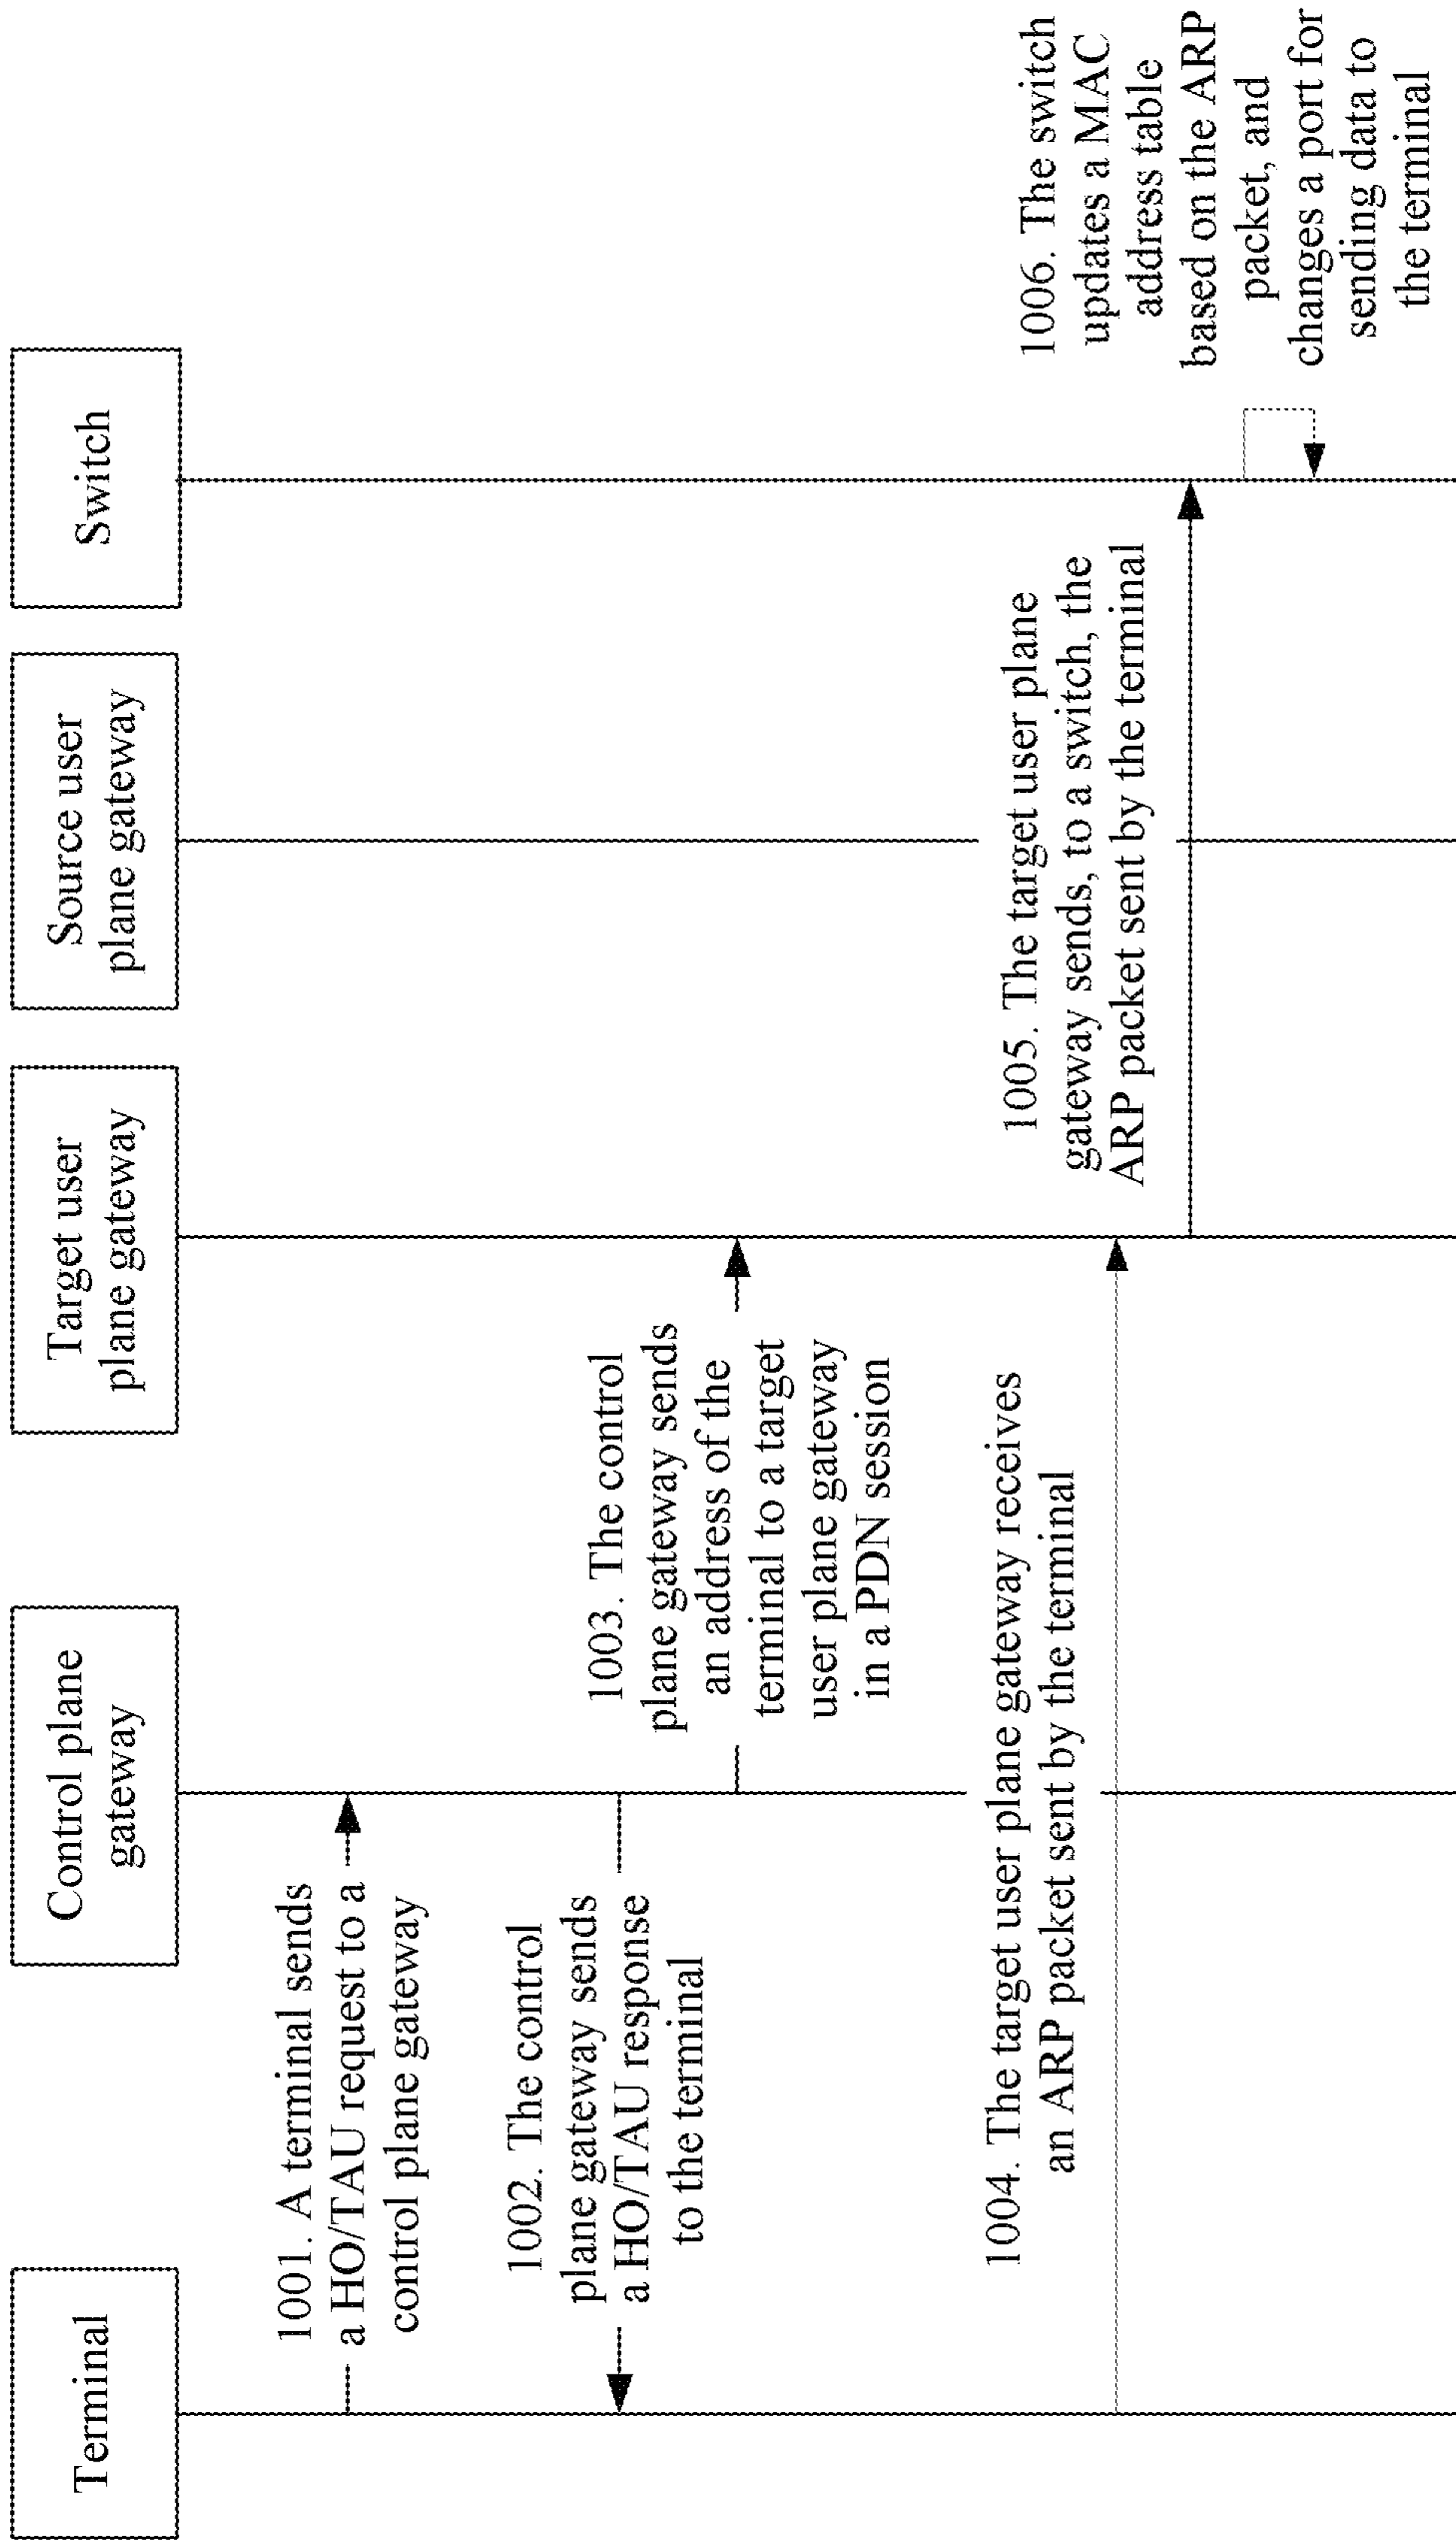 Terminal
Control plane
gateway
Target user
plane gateway
Source user
plane gateway
Switch
1001. A terminal sends
a HO/TAU request to a
control plane gateway
1002. The control
plane gateway sends
a HO/TAU response
to the terminal
1003. The control
plane gateway sends
an address of the
terminal to a target
user plane gateway
in a PDN session
1004. The target user plane gateway receives
an ARP packet sent by the terminal
1005. The target user plane
gateway sends, to a switch, the
ARP packet sent by the terminal
1006. The switch
updates a MAC
address table
based on the ARP
packet, and
changes a port for
sending data to
the terminal